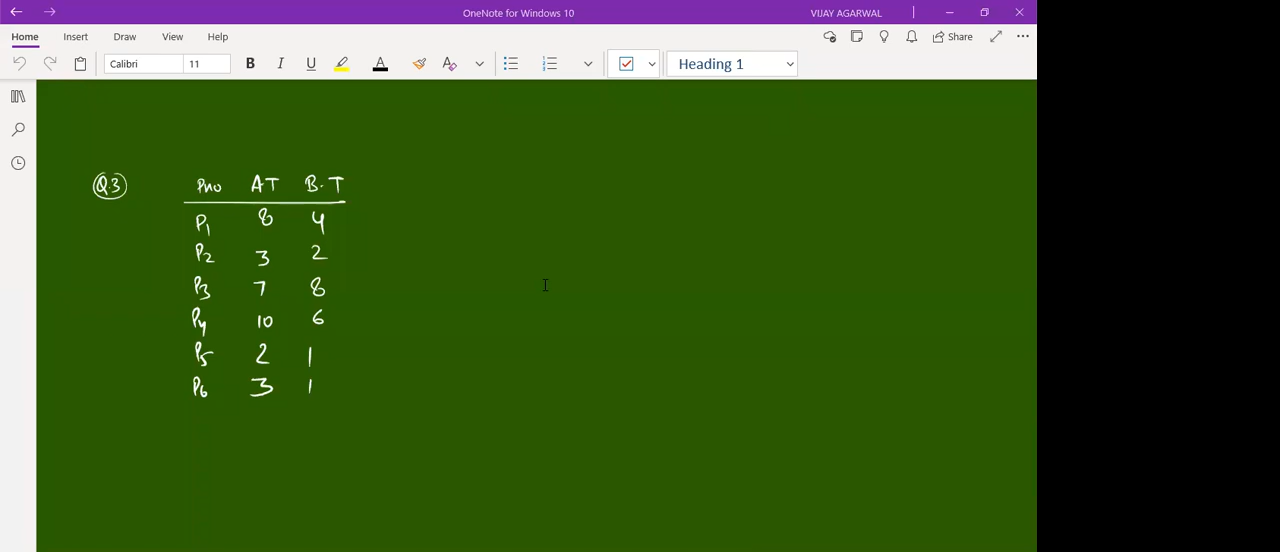 OneNote for Windows 10
VIJAY AGARWAL
Home Insert Draw View Help
Share
Calibri 11 B I U A A Heading 1
Q.3 Pno AT B.T
P1 8 4
P2 3 2
P3 7 8
P4 10 6
P5 2 1
P6 3 1